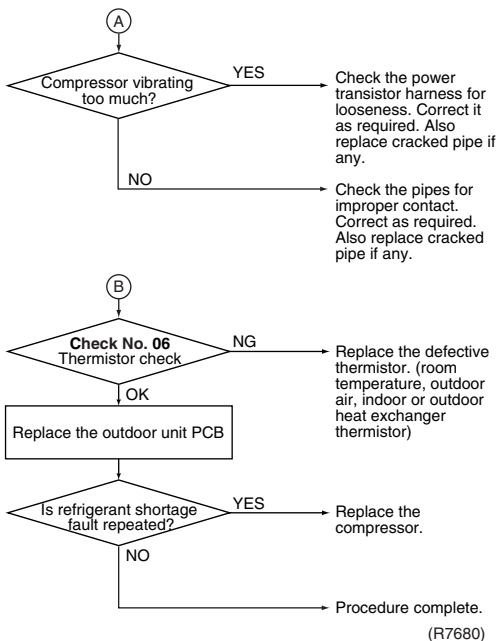 A
Compressor vibrating
too much?
YES
Check the power
transistor harness for
looseness. Correct it
as required. Also
replace cracked pipe if
any.
NO
Check the pipes for
improper contact.
Correct as required.
Also replace cracked
pipe if any.
B
Check No. 06
Thermistor check
NG
Replace the defective
thermistor. (room
temperature, outdoor
air, indoor or outdoor
heat exchanger
thermistor)
OK
Replace the outdoor unit PCB
Is refrigerant shortage
fault repeated?
YES
Replace the
compressor.
NO
Procedure complete.
(R7680)